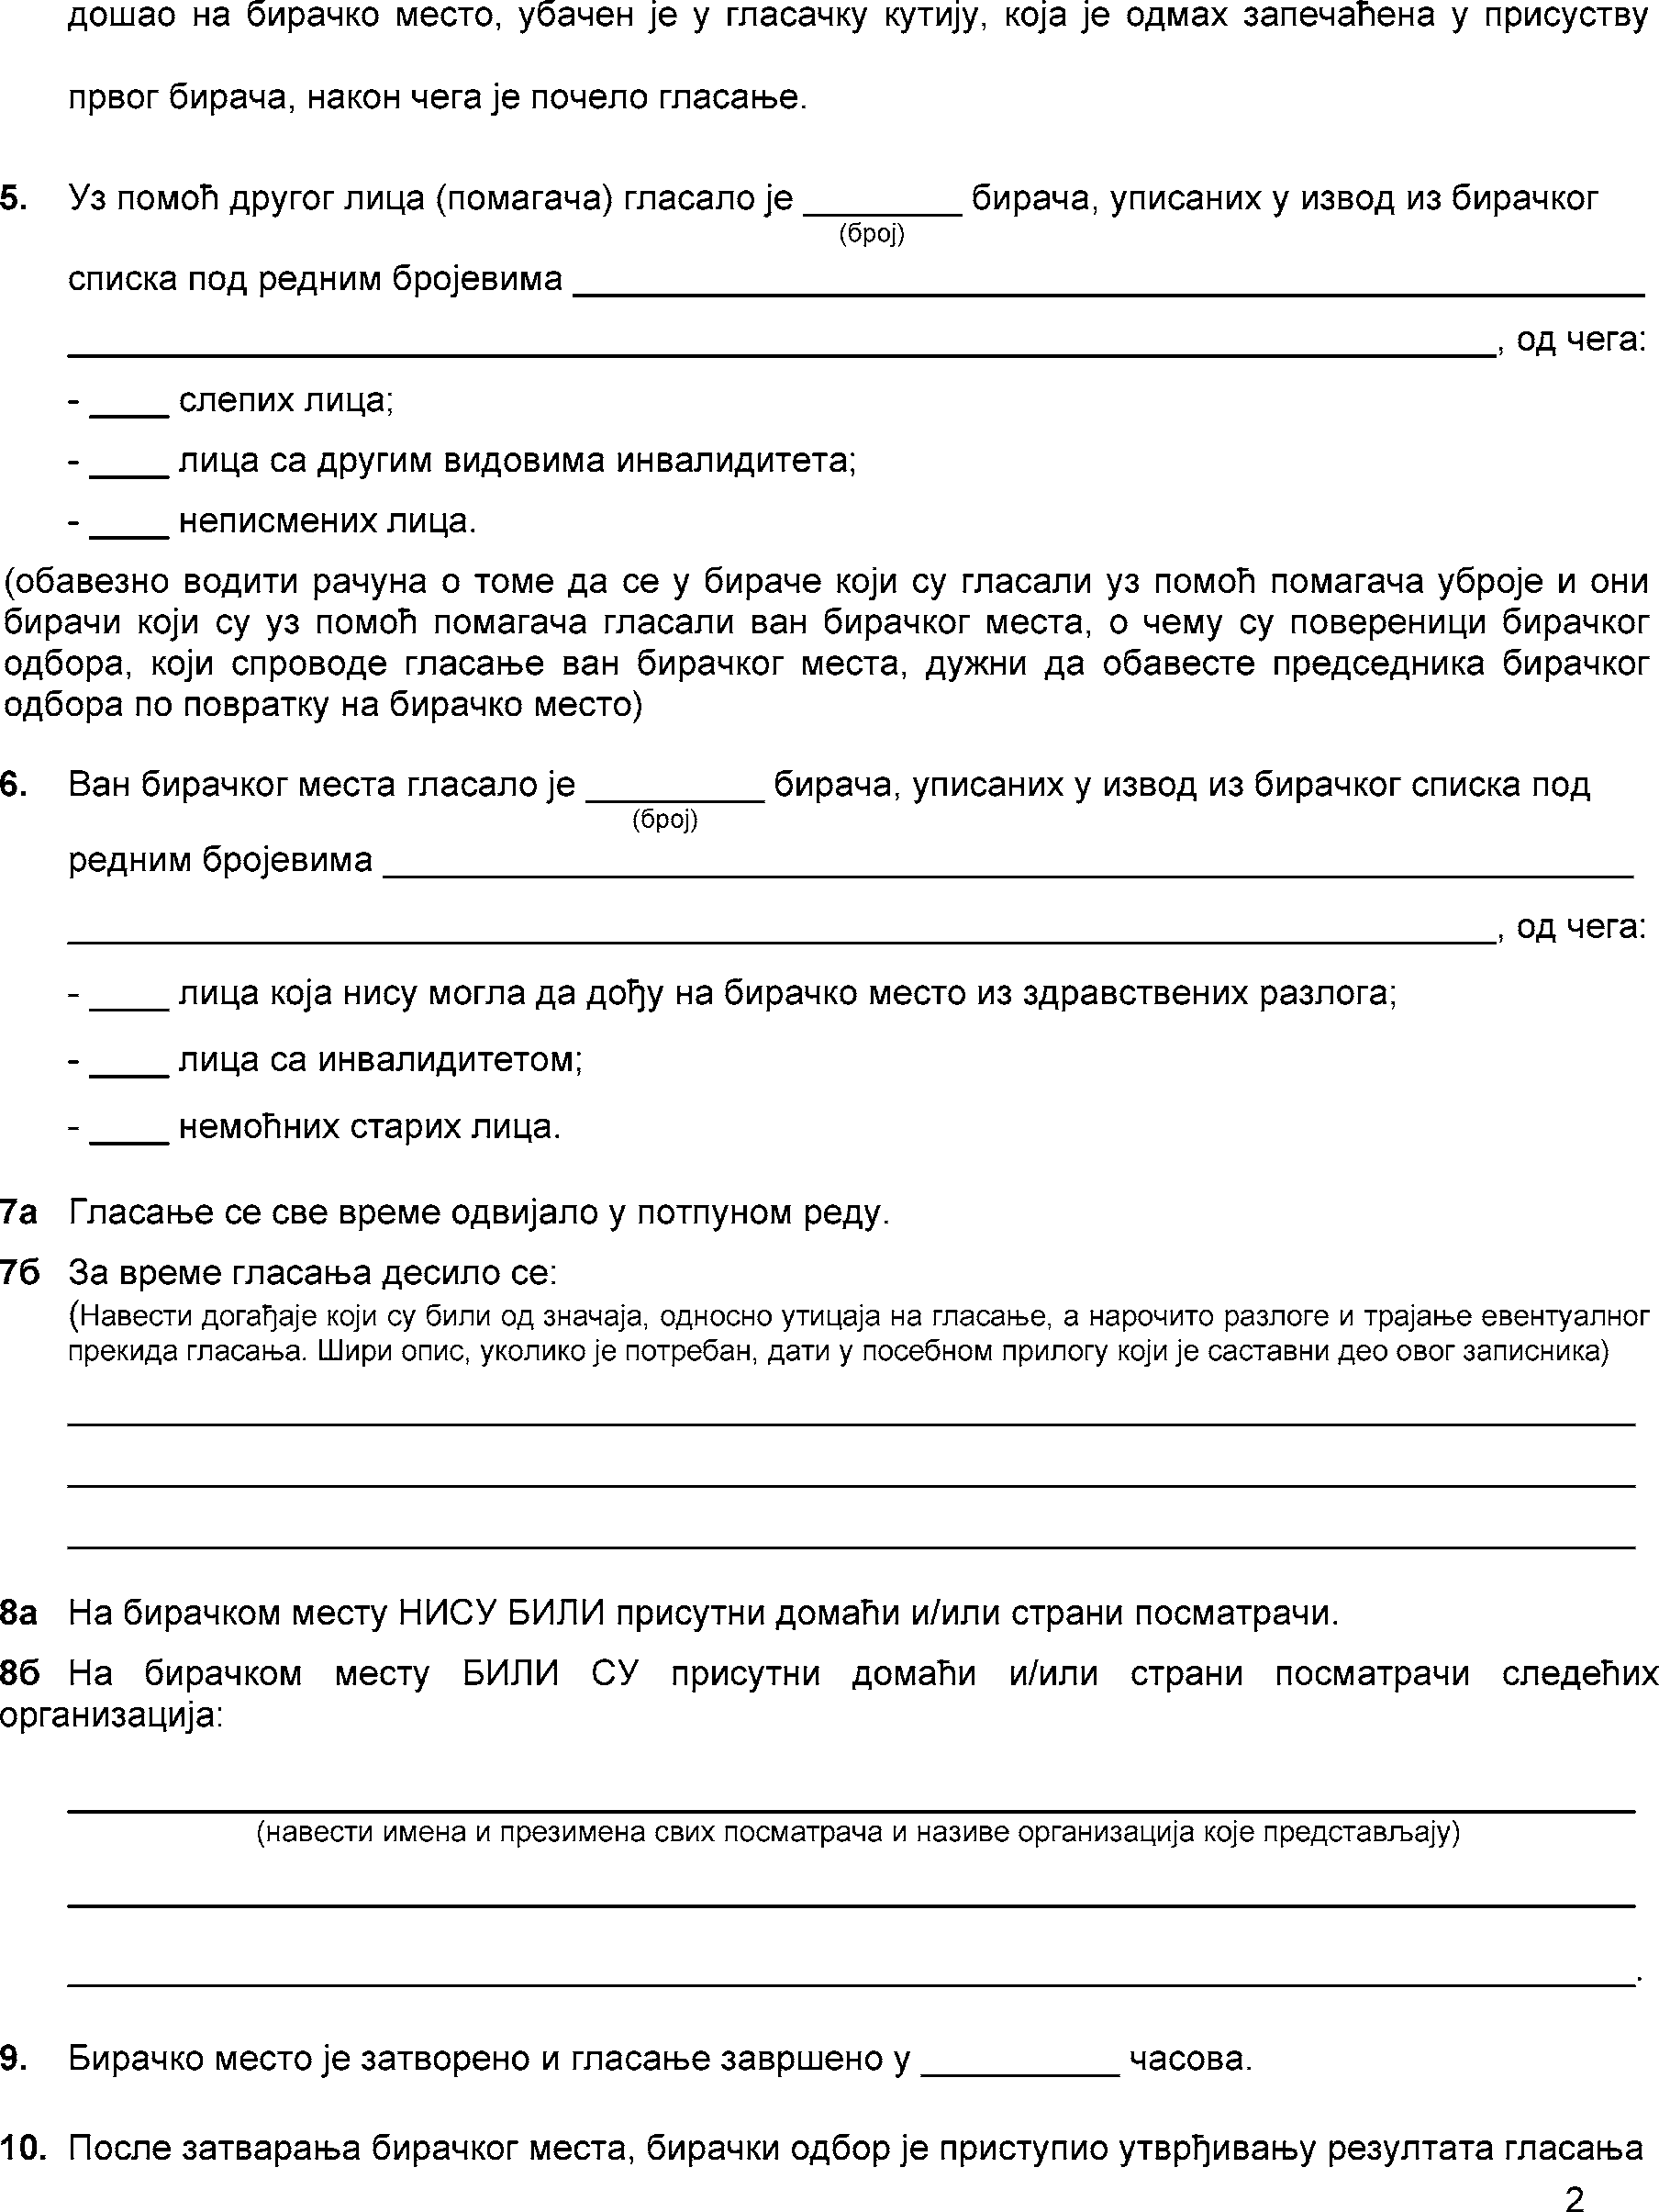 дошао на бирачко место, убачен је у гласачку кутију, која је одмах запечаћена у присуству
првог бирача, након чега је почело гласање.
5. Уз помоћ другог лица (помагача) гласало је ________ бирача, уписаних у извод из бирачког
(број)
списка под редним бројевима ______________________________________________________
________________________________________________________________________, од чега:
- ____ слепих лица;
- ____ лица са другим видовима инвалидитета;
- ____ неписмених лица.
(обавезно водити рачуна о томе да се у бираче који су гласали уз помоћ помагача уброје и они
бирачи који су уз помоћ помагача гласали ван бирачког места, о чему су повереници бирачког
одбора, који спроводе гласање ван бирачког места, дужни да обавесте председника бирачког
одбора по повратку на бирачко место)
6. Ван бирачког места гласало је _________ бирача, уписаних у извод из бирачког списка под
(број)
редним бројевима _______________________________________________________________
________________________________________________________________________, од чега:
- ____ лица која нису могла да дођу на бирачко место из здравствених разлога;
- ____ лица са инвалидитетом;
- ____ немоћних старих лица.
7а Гласање се све време одвијало у потпуном реду.
7б За време гласања десило се:
(Навести догађаје који су били од значаја, односно утицаја на гласање, а нарочито разлоге и трајање евентуалног
прекида гласања. Шири опис, уколико је потребан, дати у посебном прилогу који је саставни део овог записника)
_______________________________________________________________________________
_______________________________________________________________________________
_______________________________________________________________________________
8а На бирачком месту НИСУ БИЛИ присутни домаћи и/или страни посматрачи.
8б На бирачком месту БИЛИ СУ присутни домаћи и/или страни посматрачи следећих
организација:
_______________________________________________________________________________
(навести имена и презимена свих посматрача и називе организација које представљају)
_______________________________________________________________________________
_______________________________________________________________________________.
9. Бирачко место је затворено и гласање завршено у __________ часова.
10. После затварања бирачког места, бирачки одбор је приступио утврђивању резултата гласања
2